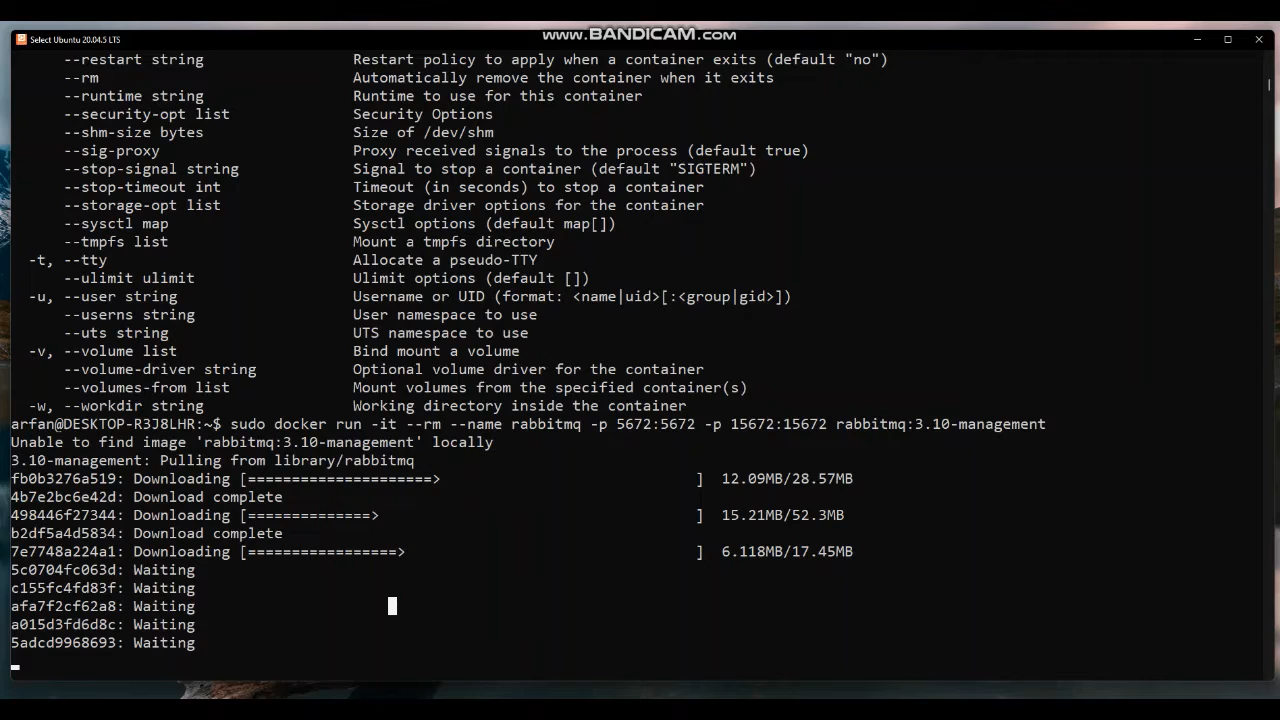 www.BANDICAM.com
Select Ubuntu 20.04.5 LTS
--restart string Restart policy to apply when a container exits (default "no")
--rm Automatically remove the container when it exits
--runtime string Runtime to use for this container
--security-opt list Security Options
--shm-size bytes Size of /dev/shm
--sig-proxy Proxy received signals to the process (default true)
--stop-signal string Signal to stop a container (default "SIGTERM")
--stop-timeout int Timeout (in seconds) to stop a container
--storage-opt list Storage driver options for the container
--sysctl map Sysctl options (default map[])
--tmpfs list Mount a tmpfs directory
-t, --tty Allocate a pseudo-TTY
--ulimit ulimit Ulimit options (default [])
-u, --user string Username or UID (format: <name|uid>[:<group|gid>])
--userns string User namespace to use
--uts string UTS namespace to use
-v, --volume list Bind mount a volume
--volume-driver string Optional volume driver for the container
--volumes-from list Mount volumes from the specified container(s)
-w, --workdir string Working directory inside the container
arfan@DESKTOP-R3J8LHR:~$ sudo docker run -it --rm --name rabbitmq -p 5672:5672 -p 15672:15672 rabbitmq:3.10-management
Unable to find image 'rabbitmq:3.10-management' locally
3.10-management: Pulling from library/rabbitmq
fb0b3276a519: Downloading [=====================> ] 12.09MB/28.57MB
4b7e2bc6e42d: Download complete
498446f27344: Downloading [==============> ] 15.21MB/52.3MB
b2df5a4d5834: Download complete
7e7748a224a1: Downloading [=================> ] 6.118MB/17.45MB
5c0704fc063d: Waiting
c155fc4fd83f: Waiting
afa7f2cf62a8: Waiting
a015d3fd6d8c: Waiting
5adcd9968693: Waiting